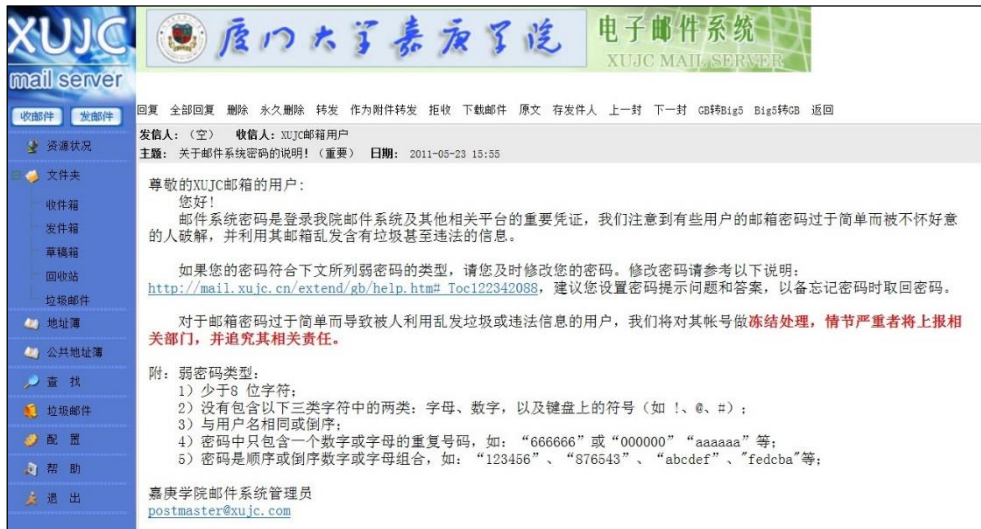 XUJC
mail server
厦门大学嘉庚学院
电子邮件系统
XUJC MAIL SERVER
收邮件 发邮件
回复 全部回复 删除 永久删除 转发 作为附件转发 拒收 下载邮件 原文 存发件人 上一封 下一封 GB转Big5 Big5转GB 返回
发信人：（空） 收信人：XUJC邮箱用户
主题： 关于邮件系统密码的说明！（重要） 日期： 2011-05-23 15:55
资源状况
文件夹
收件箱
发件箱
草稿箱
回收站
垃圾邮件
地址薄
公共地址薄
查 找
垃圾邮件
配 置
帮 助
退 出
尊敬的XUJC邮箱的用户：
您好！
邮件系统密码是登录我院邮件系统及其他相关平台的重要凭证，我们注意到有些用户的邮箱密码过于简单而被不怀好意
的人破解，并利用其邮箱乱发含有垃圾甚至违法的信息。
如果您的密码符合下文所列弱密码的类型，请您及时修改您的密码。修改密码请参考以下说明：
http://mail.xujc.cn/extend/gb/help.htm#_Toc122342088，建议您设置密码提示问题和答案，以备忘记密码时取回密码。
对于邮箱密码过于简单而导致被人利用乱发垃圾或违法信息的用户，我们将对其帐号做冻结处理，情节严重者将上报相
关部门，并追究其相关责任。
附：弱密码类型：
1）少于8 位字符；
2）没有包含以下三类字符中的两类：字母、数字，以及键盘上的符号（如 !、@、#）；
3）与用户名相同或倒序；
4）密码中只包含一个数字或字母的重复号码，如：“666666”或“000000”“aaaaaa”等；
5）密码是顺序或倒序数字或字母组合，如：“123456”、“876543”、“abcdef”、"fedcba"等；
嘉庚学院邮件系统管理员
postmaster@xujc.com